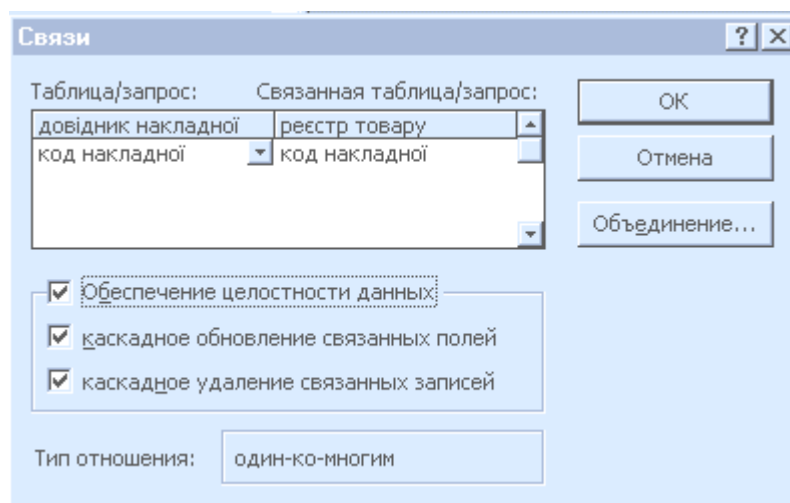 Связи
Таблица/запрос: Связанная таблица/запрос:
довідник накладної реєстр товару
код накладної код накладної
ОК
Отмена
Объединение...
Обеспечение целостности данных
каскадное обновление связанных полей
каскадное удаление связанных записей
Тип отношения: один-ко-многим